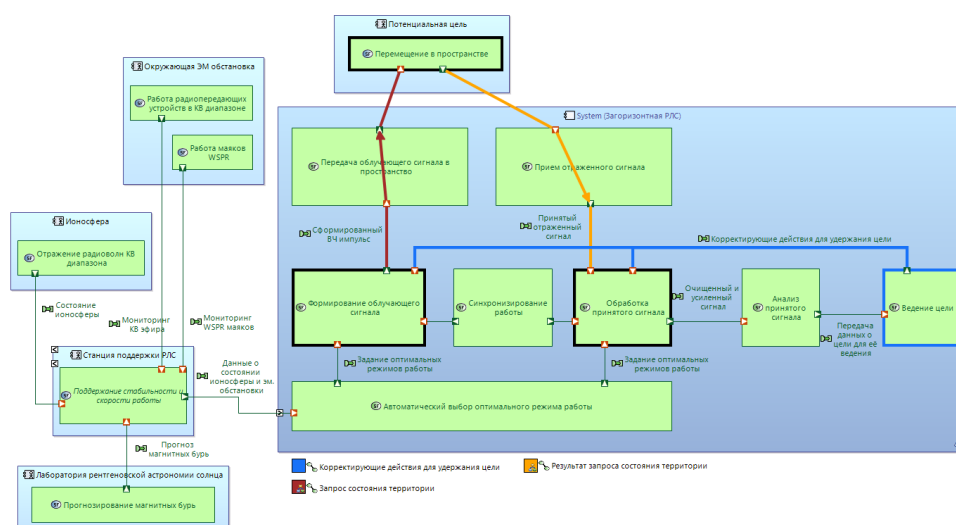 Потенциальная цель
Перемещение в пространстве
Окружающая ЭМ обстановка
Работа радиопередающих
устройств в КВ диапазоне
Работа маяков
WSPR
System (Загоризонтная РЛС)
Передача облучающего сигнала в
пространство
Прием отраженного сигнала
Ионосфера
Отражение радиоволн КВ
диапазона
Сформированный
ВЧ импульс
Принятый
отраженный
сигнал
Корректирующие действия для удержания цели
Формирование облучающего
сигнала
Синхронизирование
работы
Обработка
принятого сигнала
Очищенный и
усиленный
сигнал
Анализ
принятого
сигнала
Ведение цели
Состояние
ионосферы
Мониторинг
КВ эфира
Мониторинг
WSPR маяков
Передача
данных о
цели для её
ведения
Станция поддержки РЛС
Поддержание стабильности и
скорости работы
Данные о
состоянии
ионосферы и эм.
обстановки
Задание оптимальных
режимов работы
Задание оптимальных
режимов работы
Автоматический выбор оптимального режима работы
Прогноз
магнитных бурь
Лаборатория рентгеновской астрономии солнца
Прогнозирование магнитных бурь
Корректирующие действия для удержания цели
Результат запроса состояния территории
Запрос состояния территории